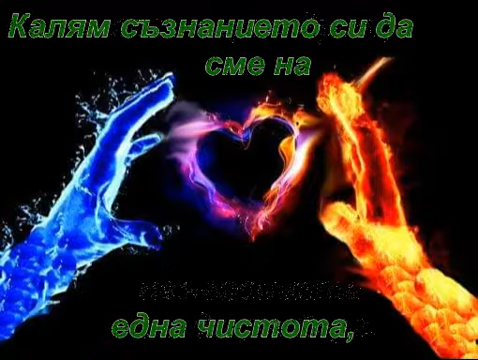 Калям съзнанието си да
сме на
една чистота,